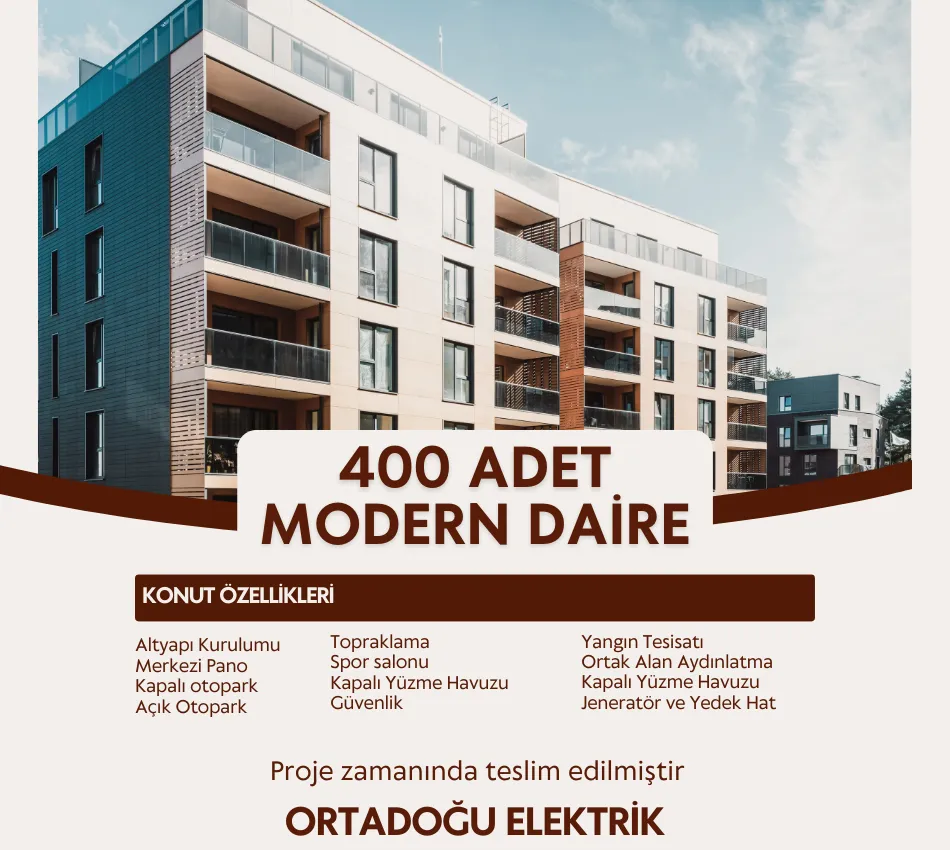 400 ADET
MODERN DAİRE
KONUT ÖZELLİKLERİ
Altyapı Kurulumu
Merkezi Pano
Kapalı otopark
Açık Otopark
Topraklama
Spor salonu
Kapalı Yüzme Havuzu
Güvenlik
Yangın Tesisatı
Ortak Alan Aydınlatma
Kapalı Yüzme Havuzu
Jeneratör ve Yedek Hat
Proje zamanında teslim edilmiştir
ORTADOĞU ELEKTRİK